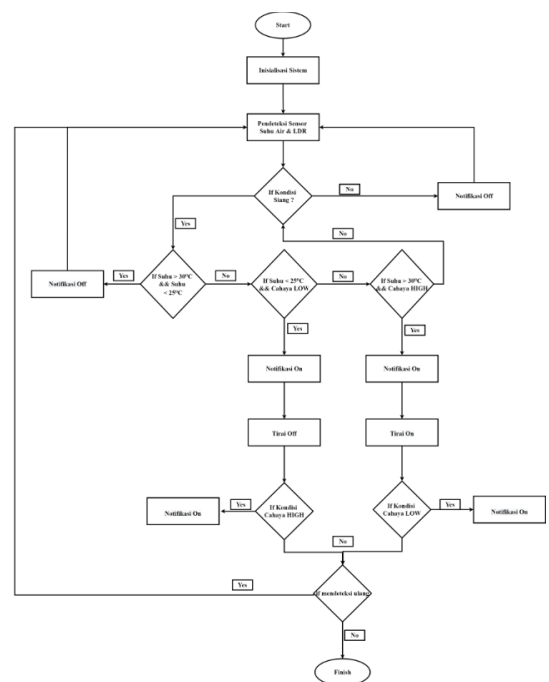 Start
Inisialisasi Sistem
Pendeteksi Sensor
Suhu Air & LDR
If Kondisi
Siang ?
No
Notifikasi Off
Yes
No
Notifikasi Off
Yes
If Suhu > 30°C
&& Suhu
< 25°C
No
If Suhu < 25°C
&& Cahaya LOW
No
If Suhu > 30°C
&& Cahaya HIGH
Yes
Yes
Notifikasi On
Notifikasi On
Tirai Off
Tirai On
Notifikasi On
Yes
If Kondisi
Cahaya HIGH
If Kondisi
Cahaya LOW
Yes
Notifikasi On
No
Yes
If mendeteksi ulang
No
Finish